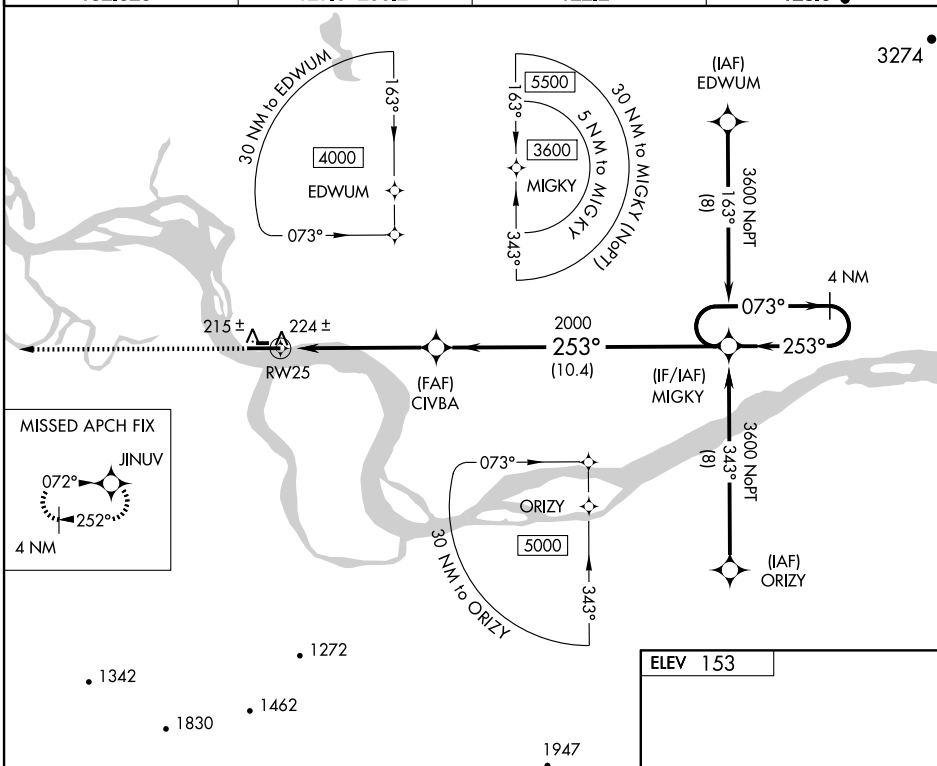 30 NM to EDWUM
163°
4000
EDWUM
073°
5500
163°
3600
MIGKY
343°
5 NM to MIGKY
30 NM to MIGKY (NoPT)
3274
(IAF)
EDWUM
3600 NoPT
163°
(8)
4 NM
073°
253°
(IF/IAF)
MIGKY
2000
253°
(10.4)
(FAF)
CIVBA
215 ±
224 ±
RW25
3600 NoPT
343°
(8)
(IAF)
ORIZY
MISSED APCH FIX
JINUV
072°
252°
4 NM
073°
ORIZY
5000
343°
30 NM to ORIZY
1272
1342
1462
1830
1947
ELEV 153